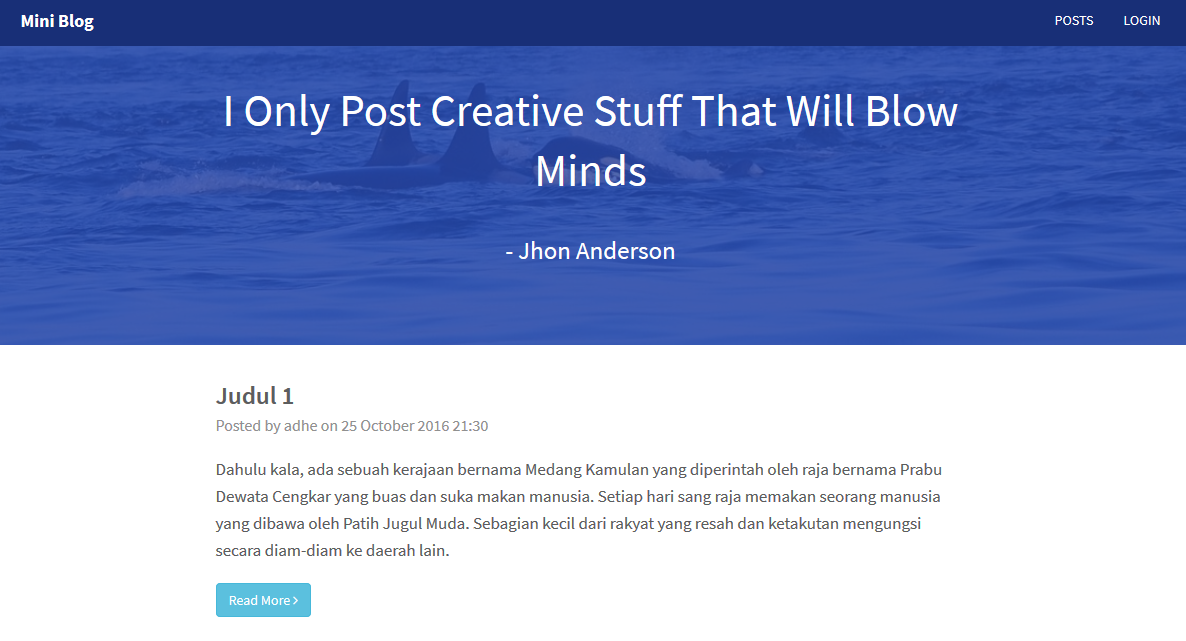 Mini Blog
POSTS
LOGIN
I Only Post Creative Stuff That Will Blow
Minds
- Jhon Anderson
Judul 1
Posted by adhe on 25 October 2016 21:30
Dahulu kala, ada sebuah kerajaan bernama Medang Kamulan yang diperintah oleh raja bernama Prabu
Dewata Cengkar yang buas dan suka makan manusia. Setiap hari sang raja memakan seorang manusia
yang dibawa oleh Patih Jugul Muda. Sebagian kecil dari rakyat yang resah dan ketakutan mengungsi
secara diam-diam ke daerah lain.
Read More